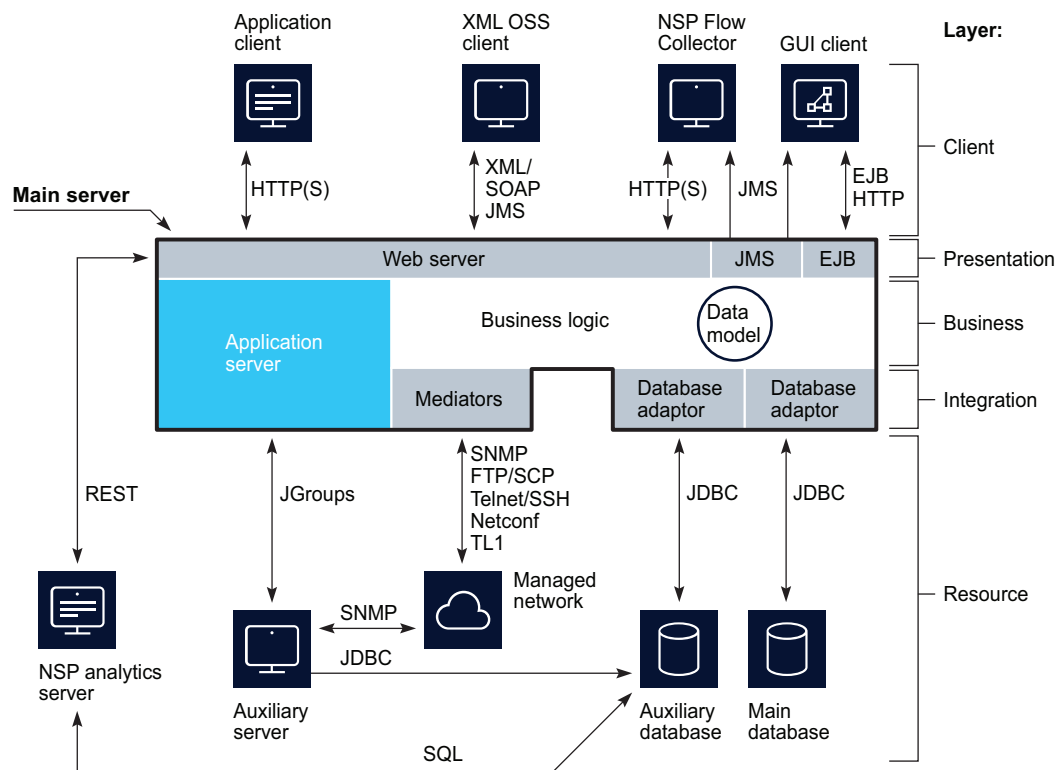 Application
client
XML OSS
client
NSP Flow
Collector
GUI client
Layer:
Client
HTTP(S)
XML/
SOAP
JMS
HTTP(S)
JMS
EJB
HTTP
Main server
Web server
JMS
EJB
Presentation
Application
server
Business logic
Data
model
Business
Mediators
Database
adaptor
Database
adaptor
Integration
REST
JGroups
SNMP
FTP/SCP
Telnet/SSH
Netconf
TL1
JDBC
JDBC
Managed
network
Resource
SNMP
JDBC
NSP analytics
server
Auxiliary
server
Auxiliary
database
Main
database
SQL